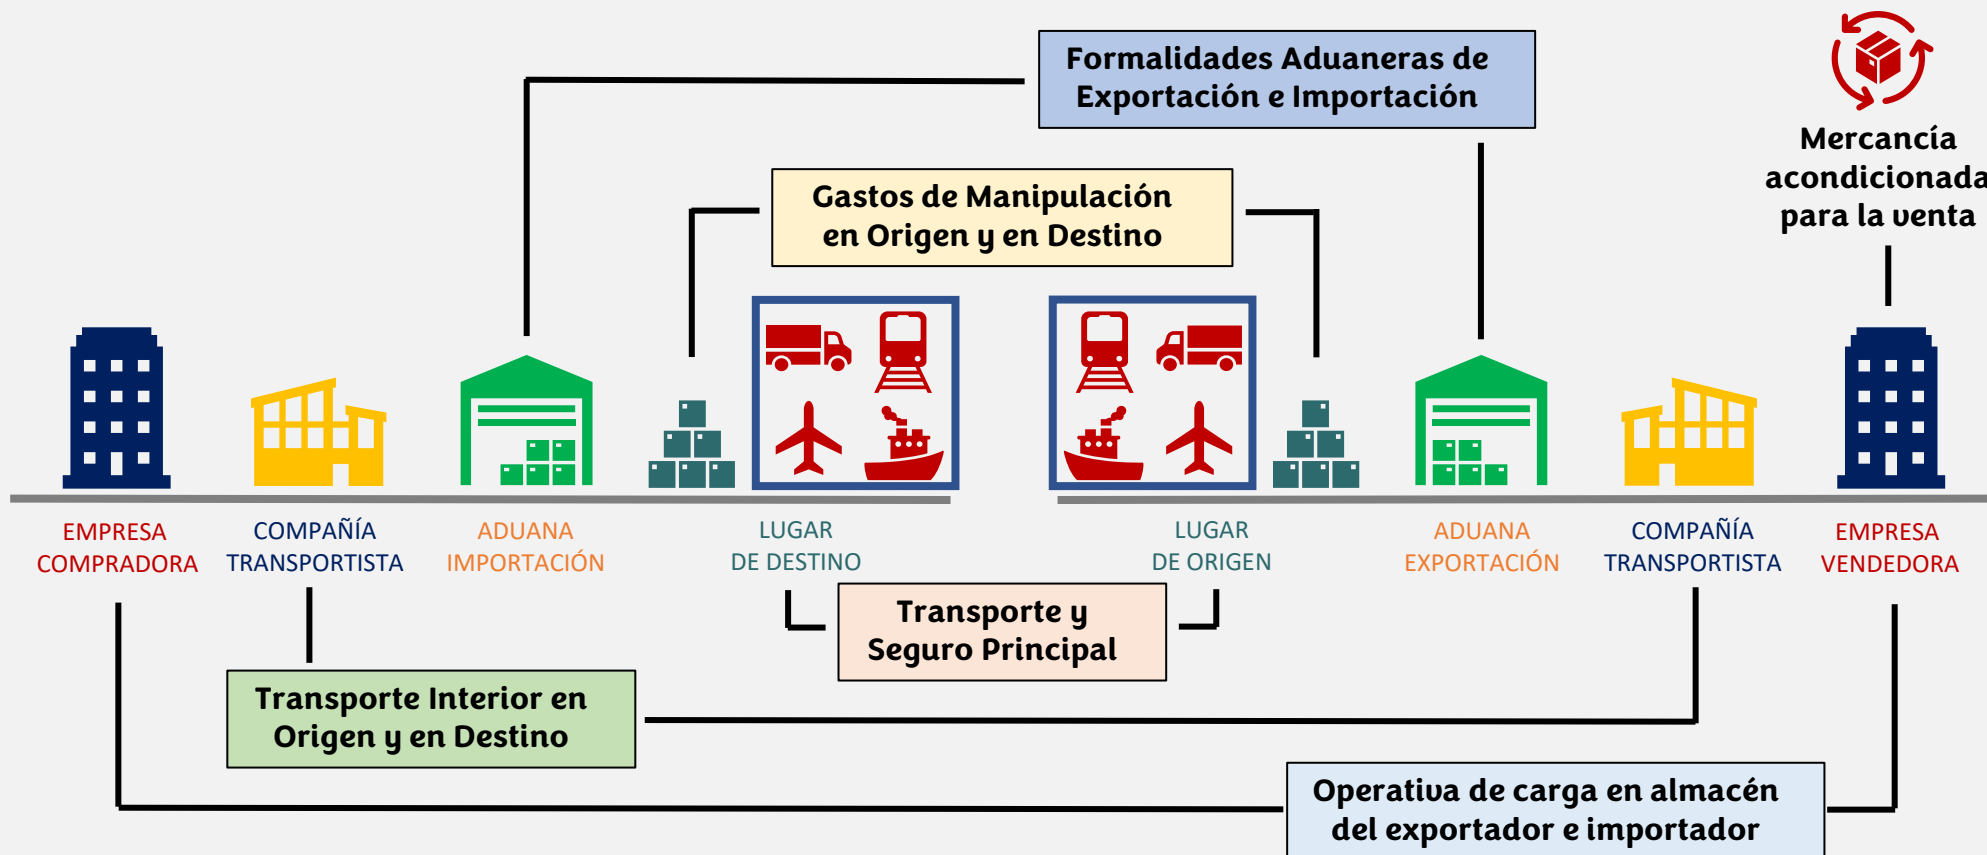 Formalidades Aduaneras de
Exportación e Importación
Mercancía
acondicionada
para la venta
Gastos de Manipulación
en Origen y en Destino
EMPRESA
COMPRADORA
COMPAÑÍA
TRANSPORTISTA
ADUANA
IMPORTACIÓN
LUGAR
DE DESTINO
LUGAR
DE ORIGEN
ADUANA
EXPORTACIÓN
COMPAÑÍA
TRANSPORTISTA
EMPRESA
VENDEDORA
Transporte y
Seguro Principal
Transporte Interior en
Origen y en Destino
Operativa de carga en almacén
del exportador e importador